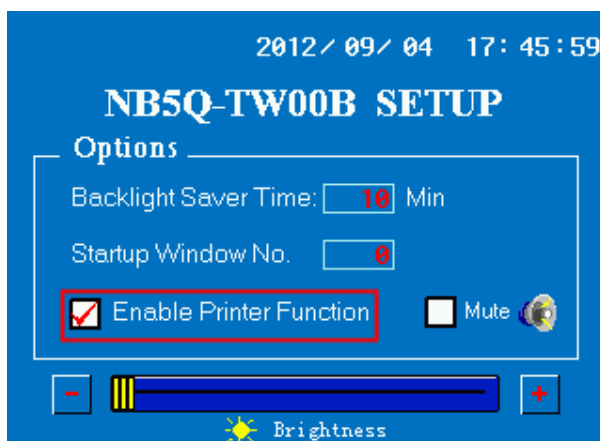 2012/09/04 17:45:59
NB5Q-TW00B SETUP
Options
Backlight Saver Time: 10 Min
Startup Window No. 0
Enable Printer Function Mute
- +
Brightness